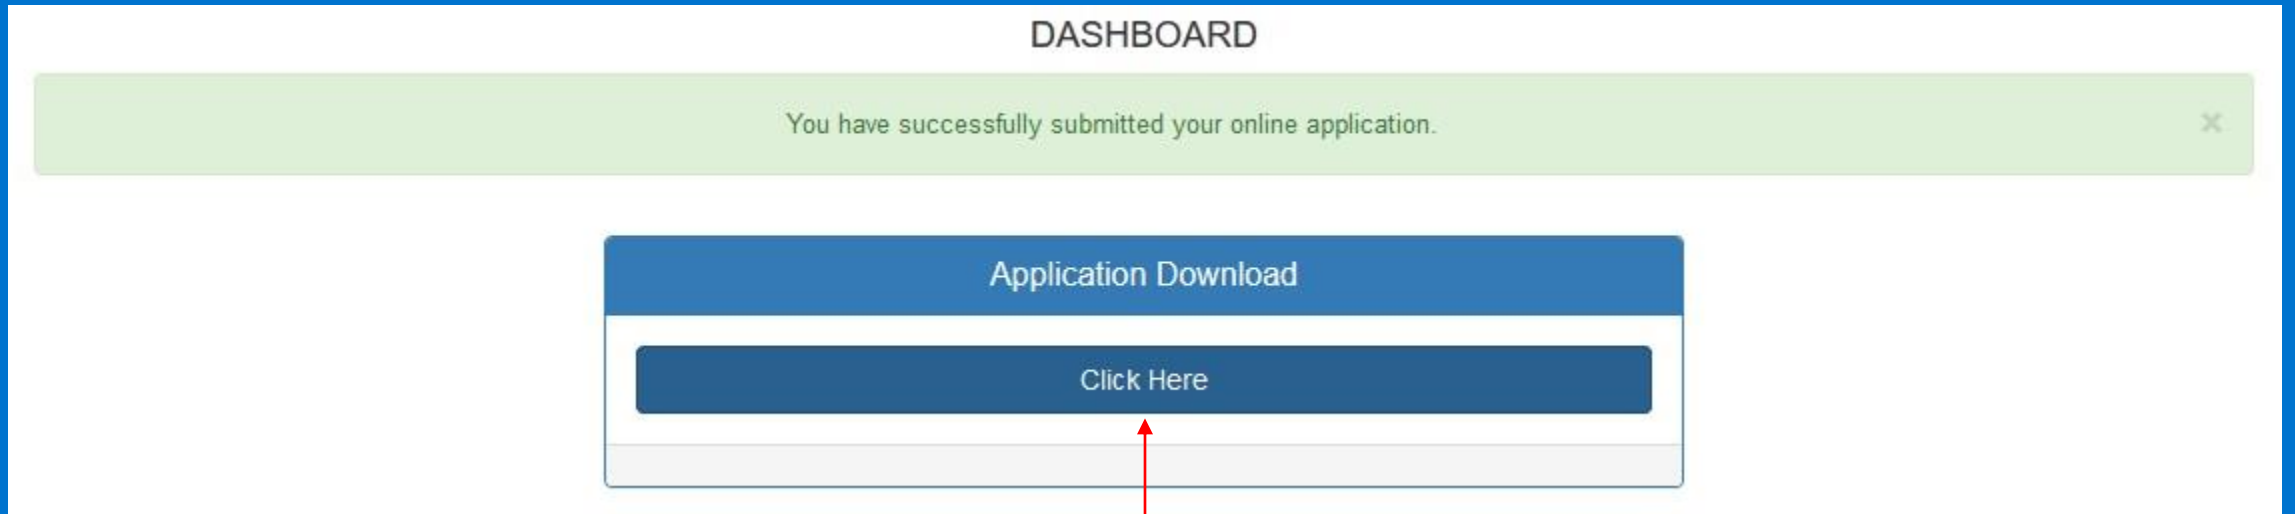 DASHBOARD
You have successfully submitted your online application.
×
Application Download
Click Here